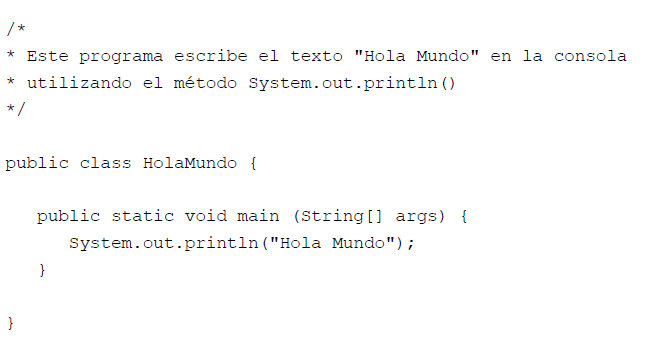 /*
* Este programa escribe el texto "Hola Mundo" en la consola
* utilizando el método System.out.println()
*/
public class HolaMundo {
public static void main (String[] args) {
System.out.println("Hola Mundo");
}
}